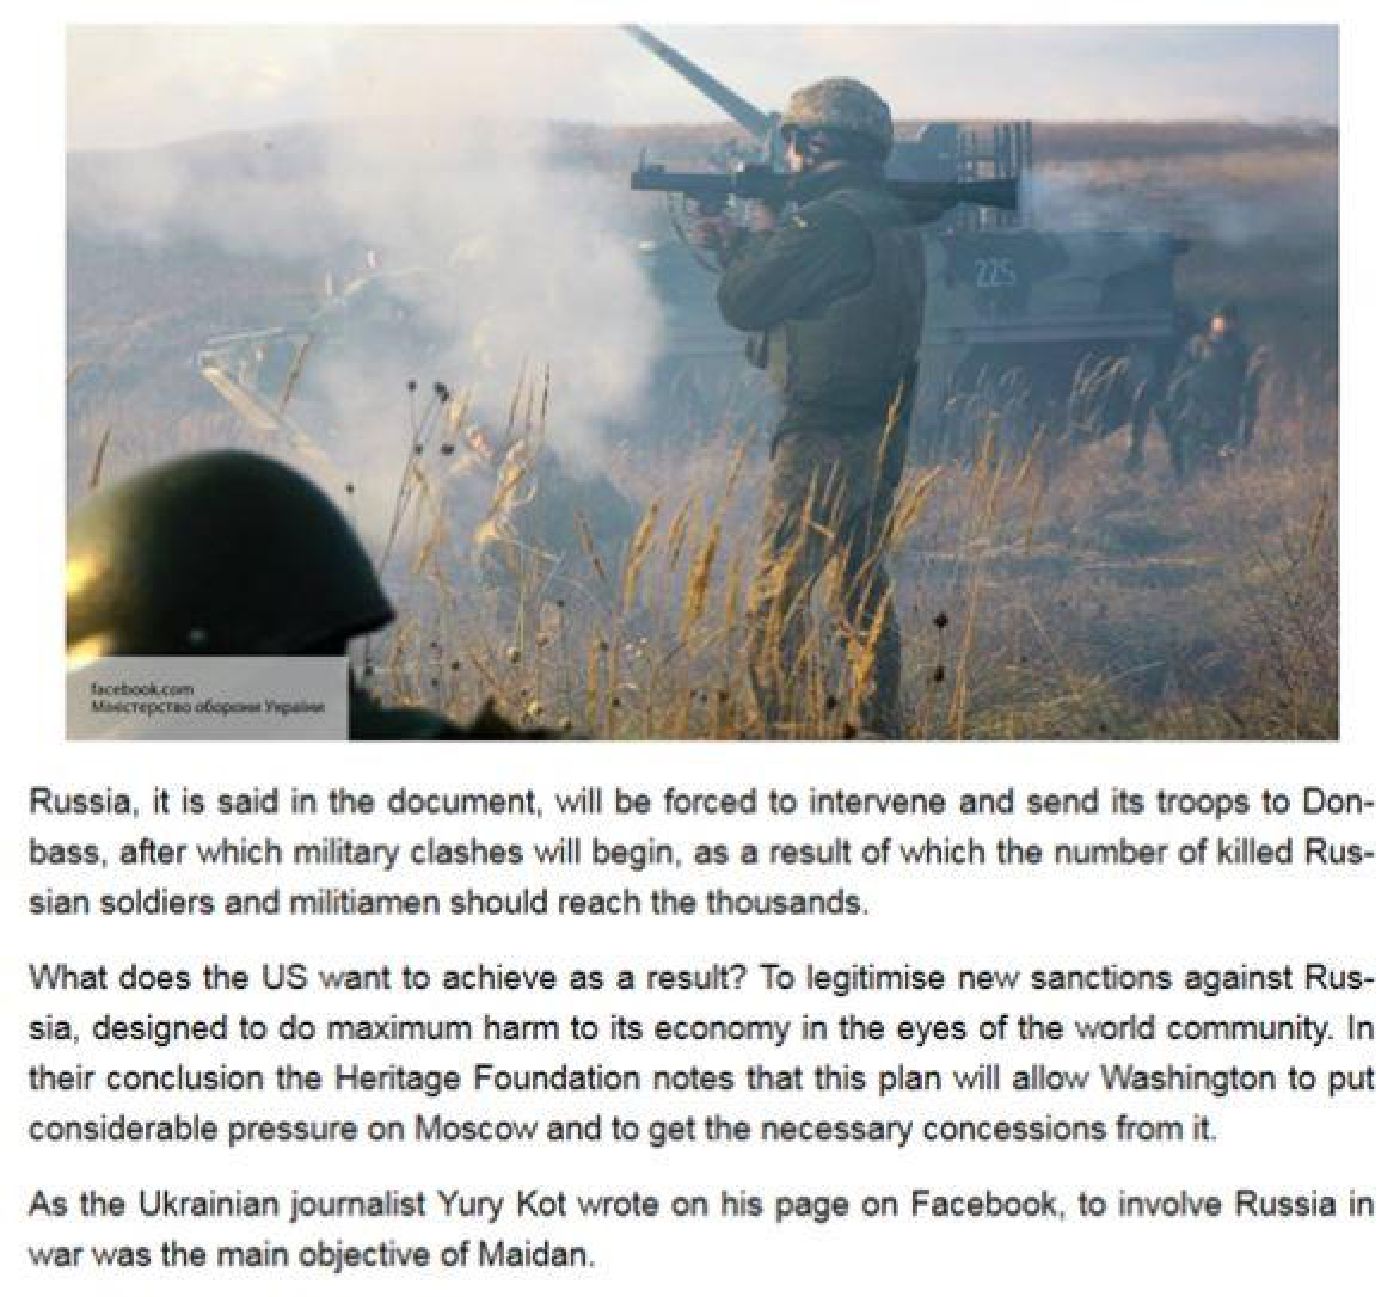 225
facebook.com
Міністерство оборони України
Russia, it is said in the document, will be forced to intervene and send its troops to Don-
bass, after which military clashes will begin, as a result of which the number of killed Rus-
sian soldiers and militiamen should reach the thousands.
What does the US want to achieve as a result? To legitimise new sanctions against Rus-
sia, designed to do maximum harm to its economy in the eyes of the world community. In
their conclusion the Heritage Foundation notes that this plan will allow Washington to put
considerable pressure on Moscow and to get the necessary concessions from it.
As the Ukrainian journalist Yury Kot wrote on his page on Facebook, to involve Russia in
war was the main objective of Maidan.